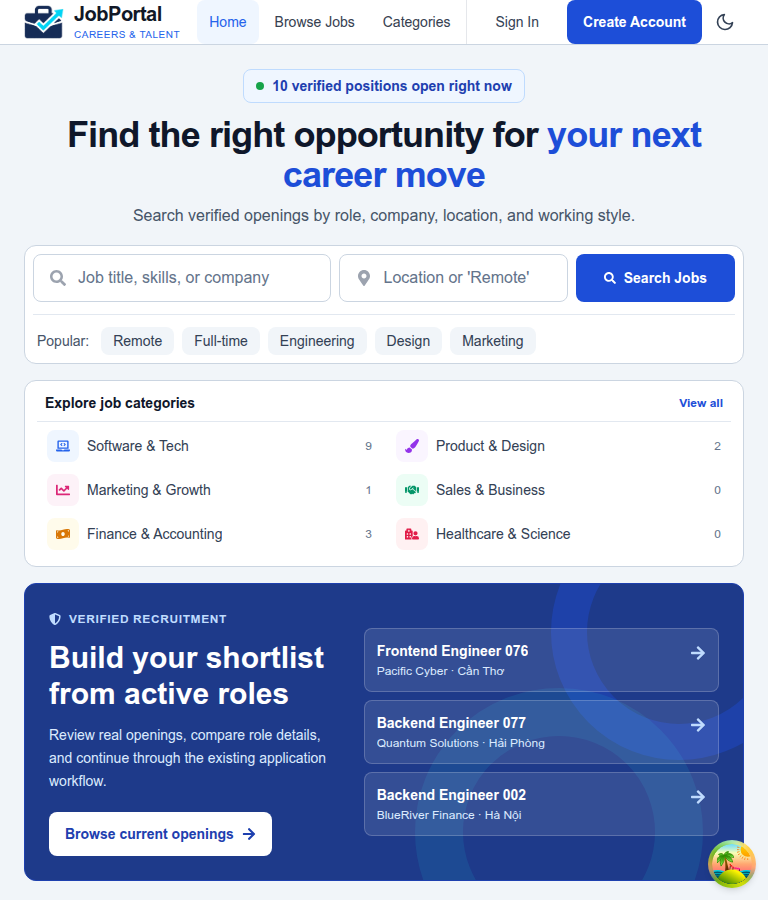 JobPortal
CAREERS & TALENT
Home
Browse Jobs
Categories
Sign In
Create Account
10 verified positions open right now
Find the right opportunity for your next
career move
Search verified openings by role, company, location, and working style.
Job title, skills, or company
Location or 'Remote'
Search Jobs
Popular:
Remote
Full-time
Engineering
Design
Marketing
Explore job categories
View all
Software & Tech
9
Product & Design
2
Marketing & Growth
1
Sales & Business
0
Finance & Accounting
3
Healthcare & Science
0
VERIFIED RECRUITMENT
Build your shortlist
from active roles
Review real openings, compare role details,
and continue through the existing application
workflow.
Browse current openings
Frontend Engineer 076
Pacific Cyber · Cần Thơ
Backend Engineer 077
Quantum Solutions · Hải Phòng
Backend Engineer 002
BlueRiver Finance · Hà Nội